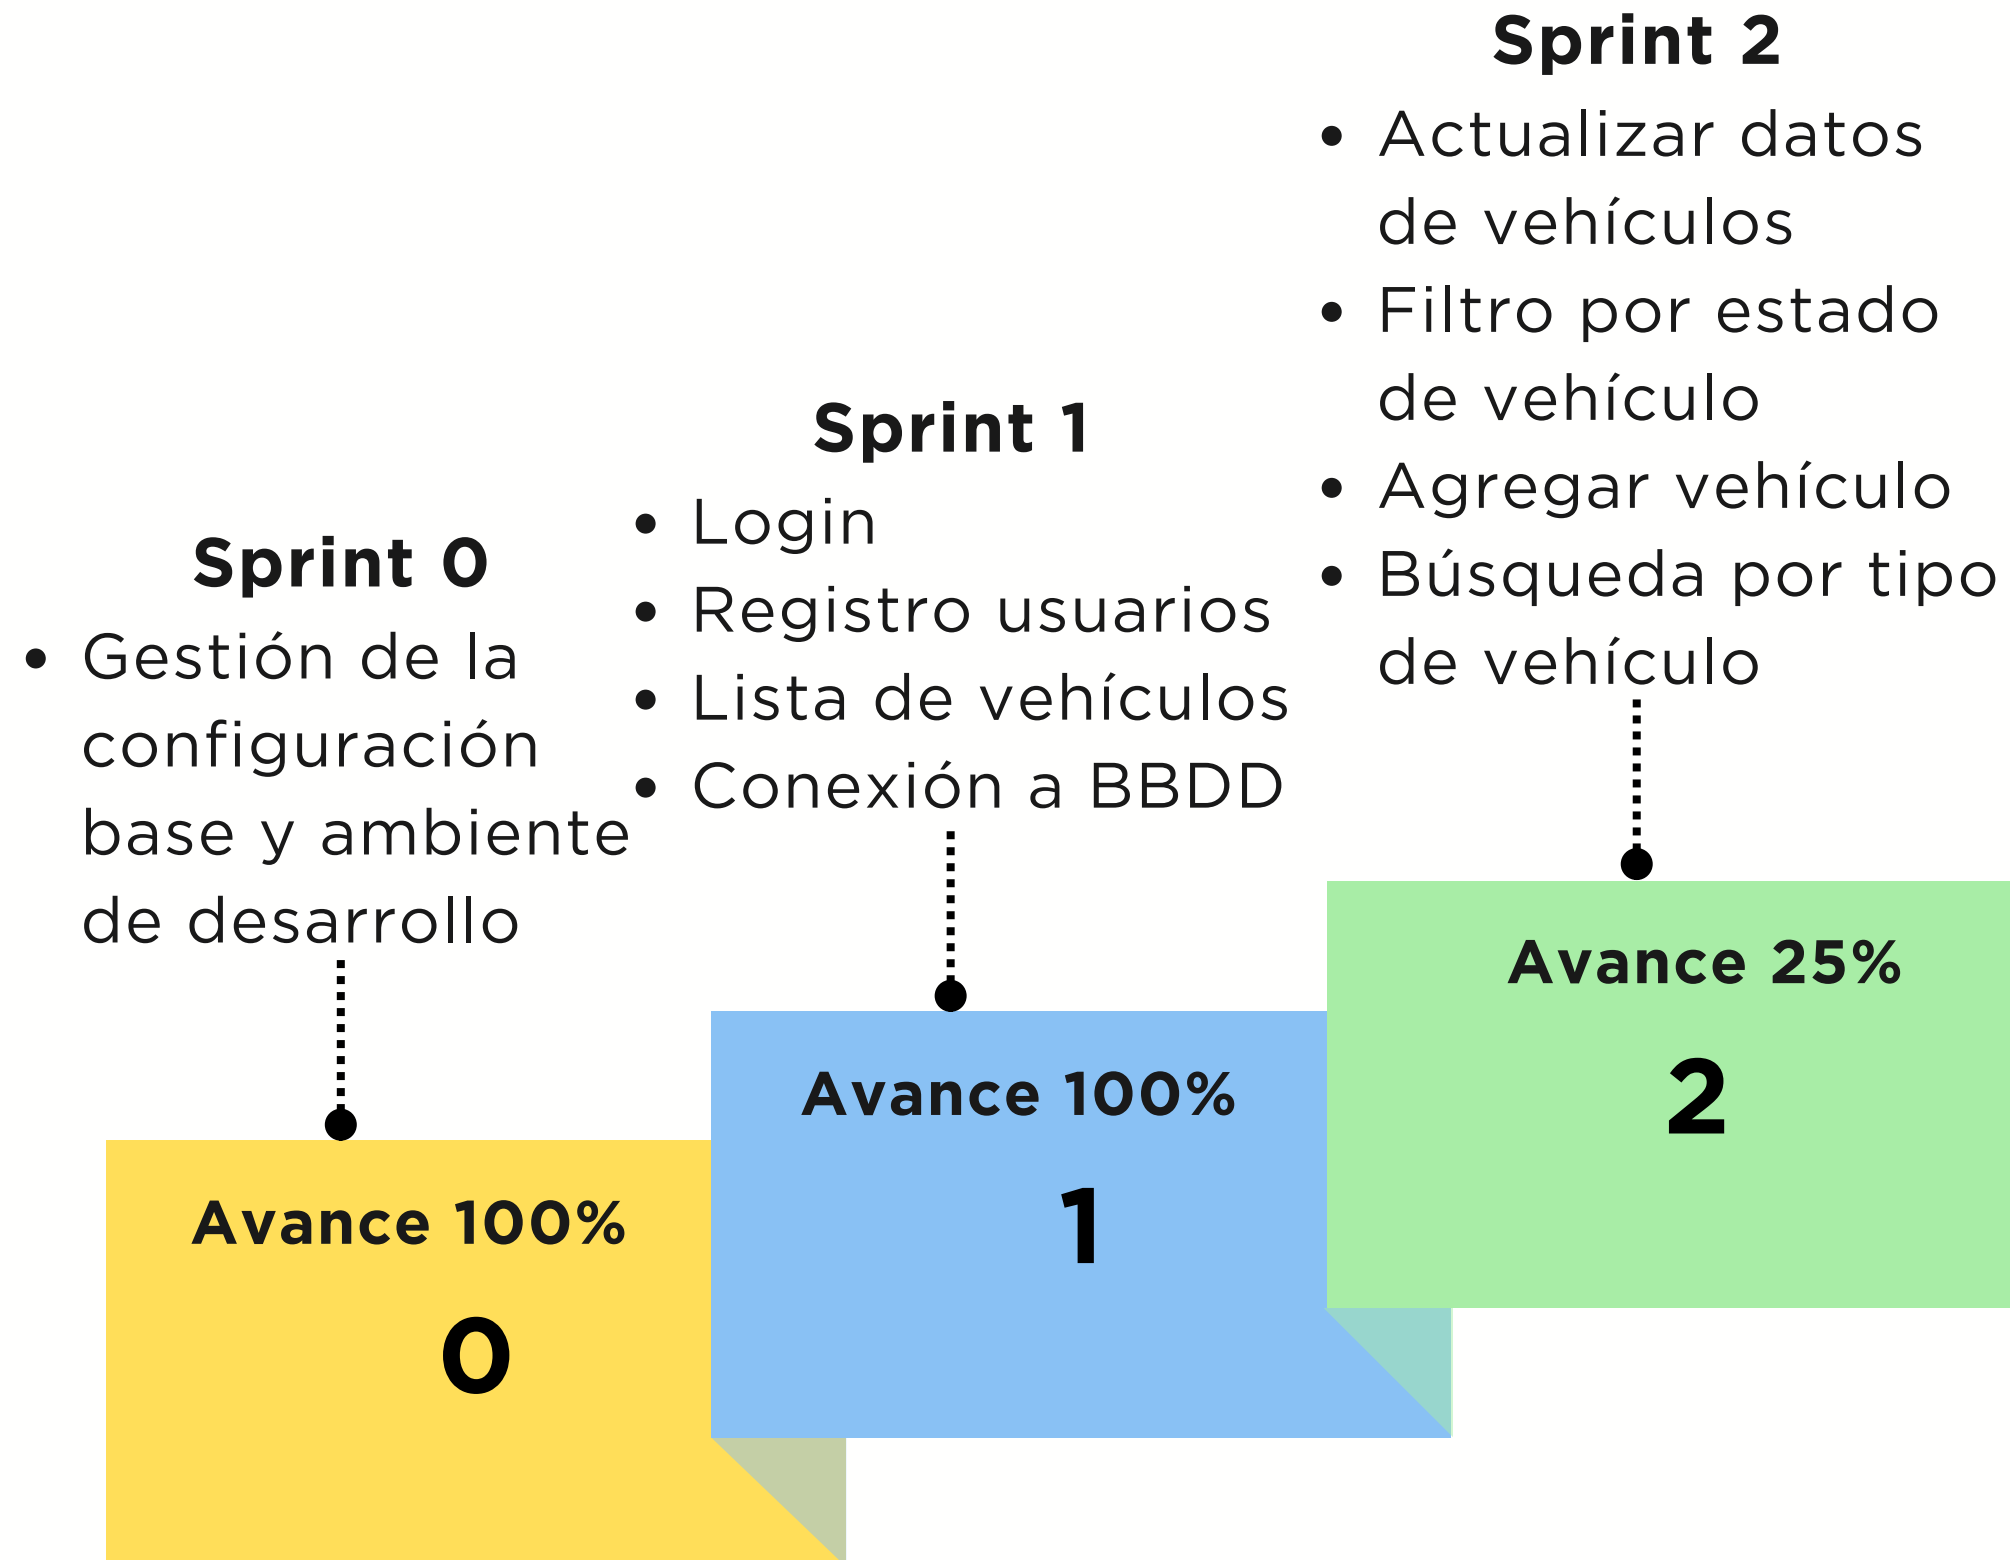 Sprint 0
• Gestión de la
configuración
base y ambiente
de desarrollo
Avance 100%
0
Sprint 1
• Login
• Registro usuarios
• Lista de vehículos
• Conexión a BBDD
Avance 100%
1
Sprint 2
• Actualizar datos
de vehículos
• Filtro por estado
de vehículo
• Agregar vehículo
• Búsqueda por tipo
de vehículo
Avance 25%
2